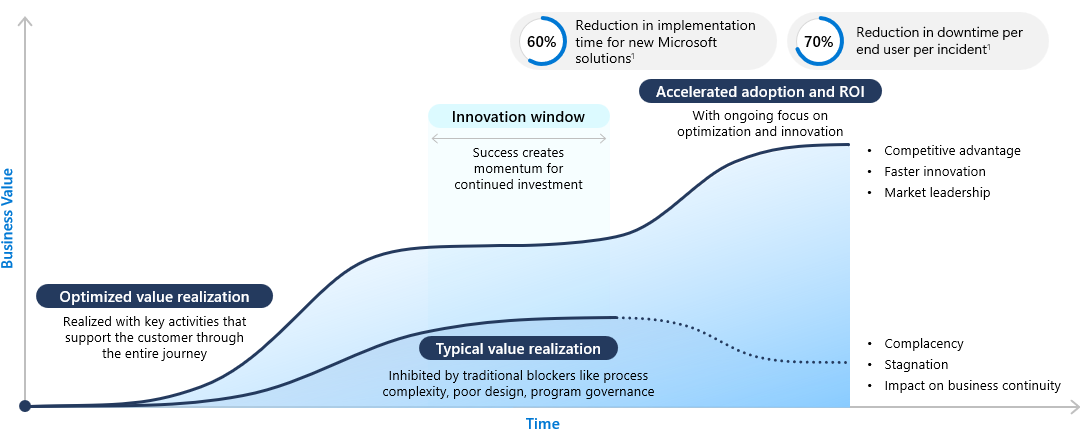 60%
Reduction in implementation
time for new Microsoft
solutions¹
70%
Reduction in downtime per
end user per incident¹
Accelerated adoption and ROI
With ongoing focus on
optimization and innovation
Innovation window
Success creates
momentum for
continued investment
• Competitive advantage
• Faster innovation
• Market leadership
Business Value
Optimized value realization
Realized with key activities that
support the customer through
the entire journey
Typical value realization
Inhibited by traditional blockers like process
complexity, poor design, program governance
• Complacency
• Stagnation
• Impact on business continuity
Time